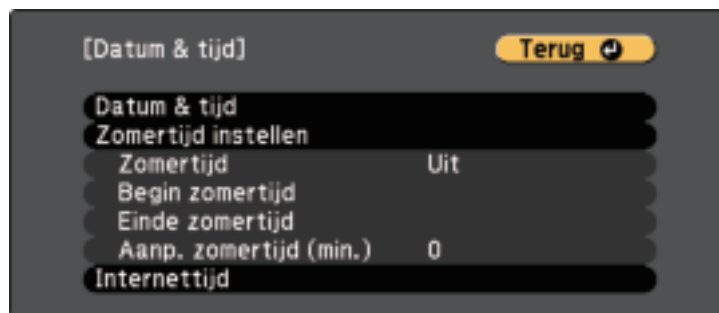 [Datum & tijd]
Terug
Datum & tijd
Zomertijd instellen
Zomertijd Uit
Begin zomertijd
Einde zomertijd
Aanp. zomertijd (min.) 0
Internettijd